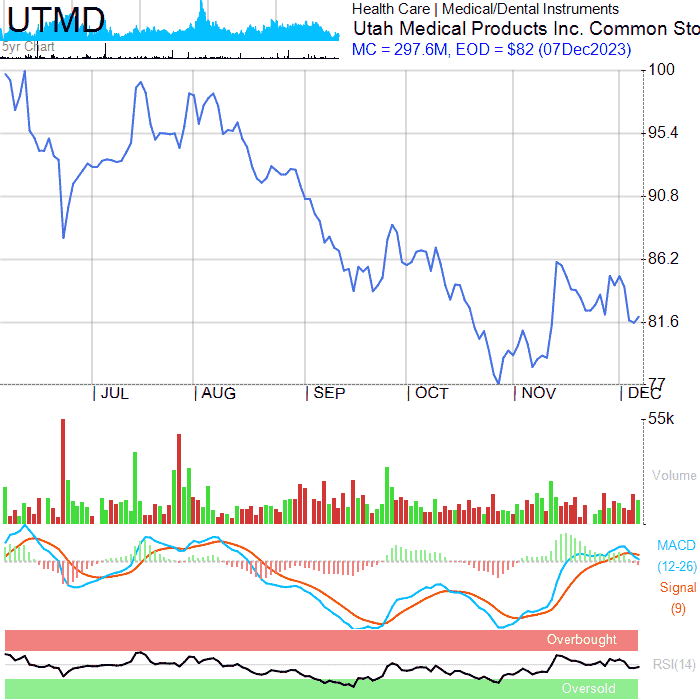 UTMD
5yr Chart
Health Care | Medical/Dental Instruments
Utah Medical Products Inc. Common Sto
MC = 297.6M, EOD = $82 (07Dec2023)
100
95.4
90.8
86.2
81.6
77
JUL AUG SEP OCT NOV DEC
55k
Volume
MACD
(12-26)
Signal
(9)
Overbought
RSI(14)
Oversold